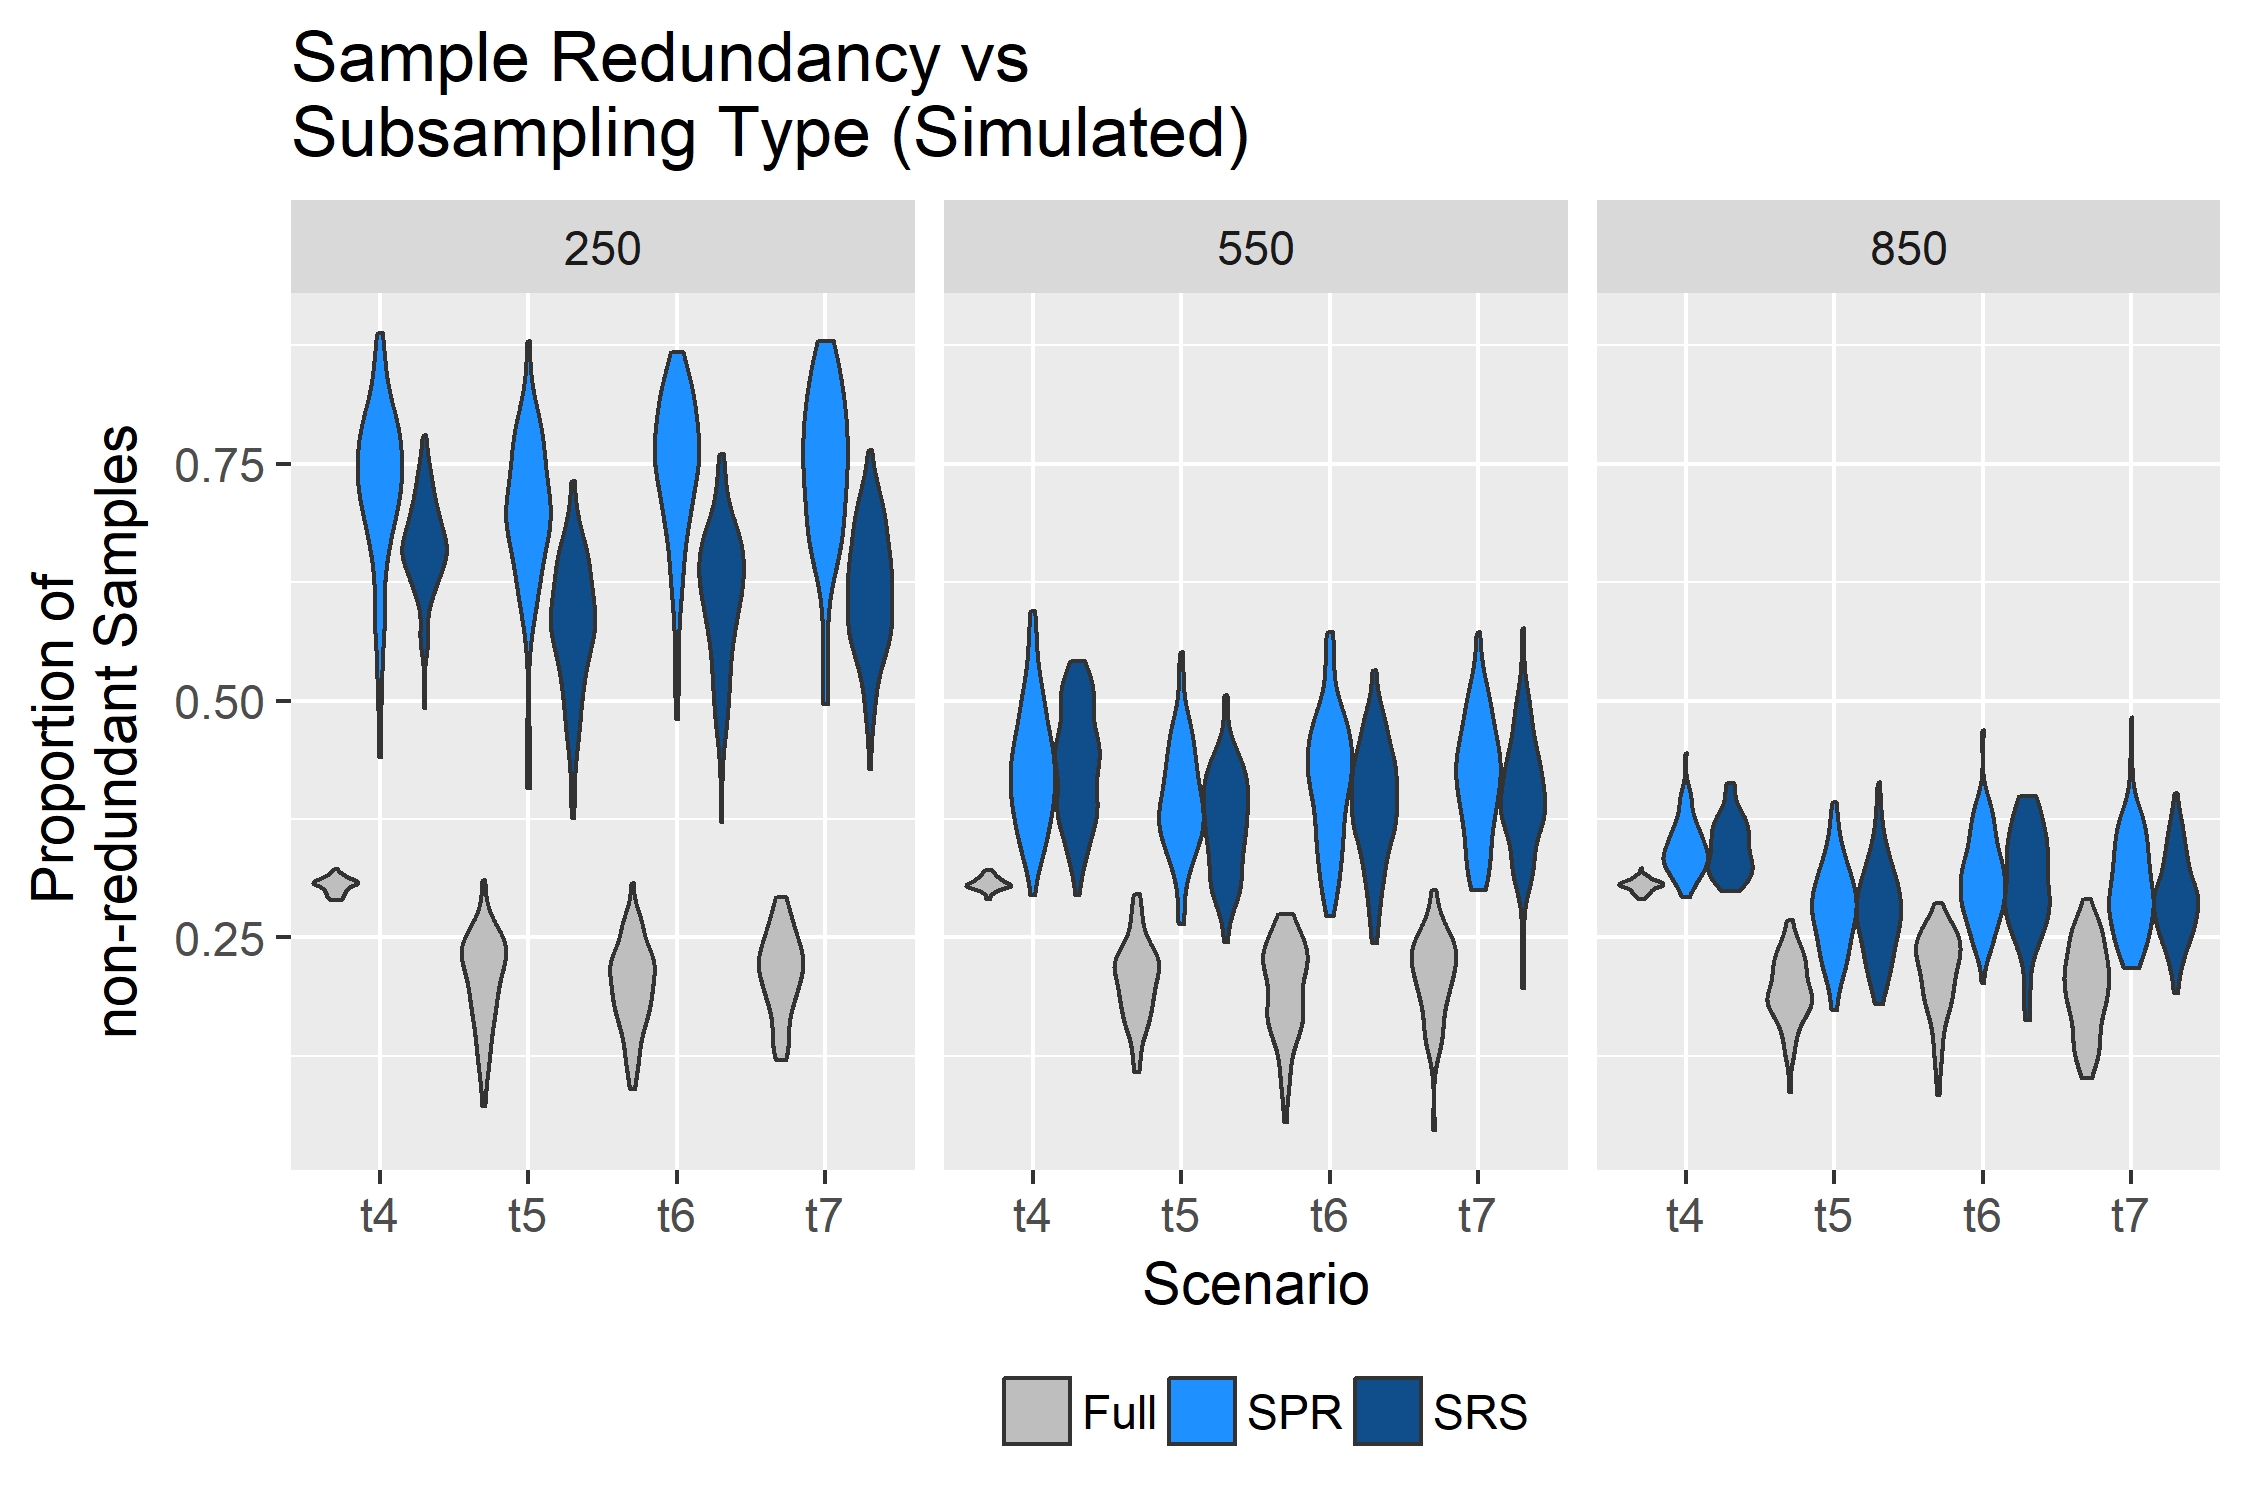 Sample Redundancy vs
Subsampling Type (Simulated)
250 550 850
Proportion of
non-redundant Samples
0.75
0.50
0.25
t4 t5 t6 t7 t4 t5 t6 t7 t4 t5 t6 t7
Scenario
Full SPR SRS